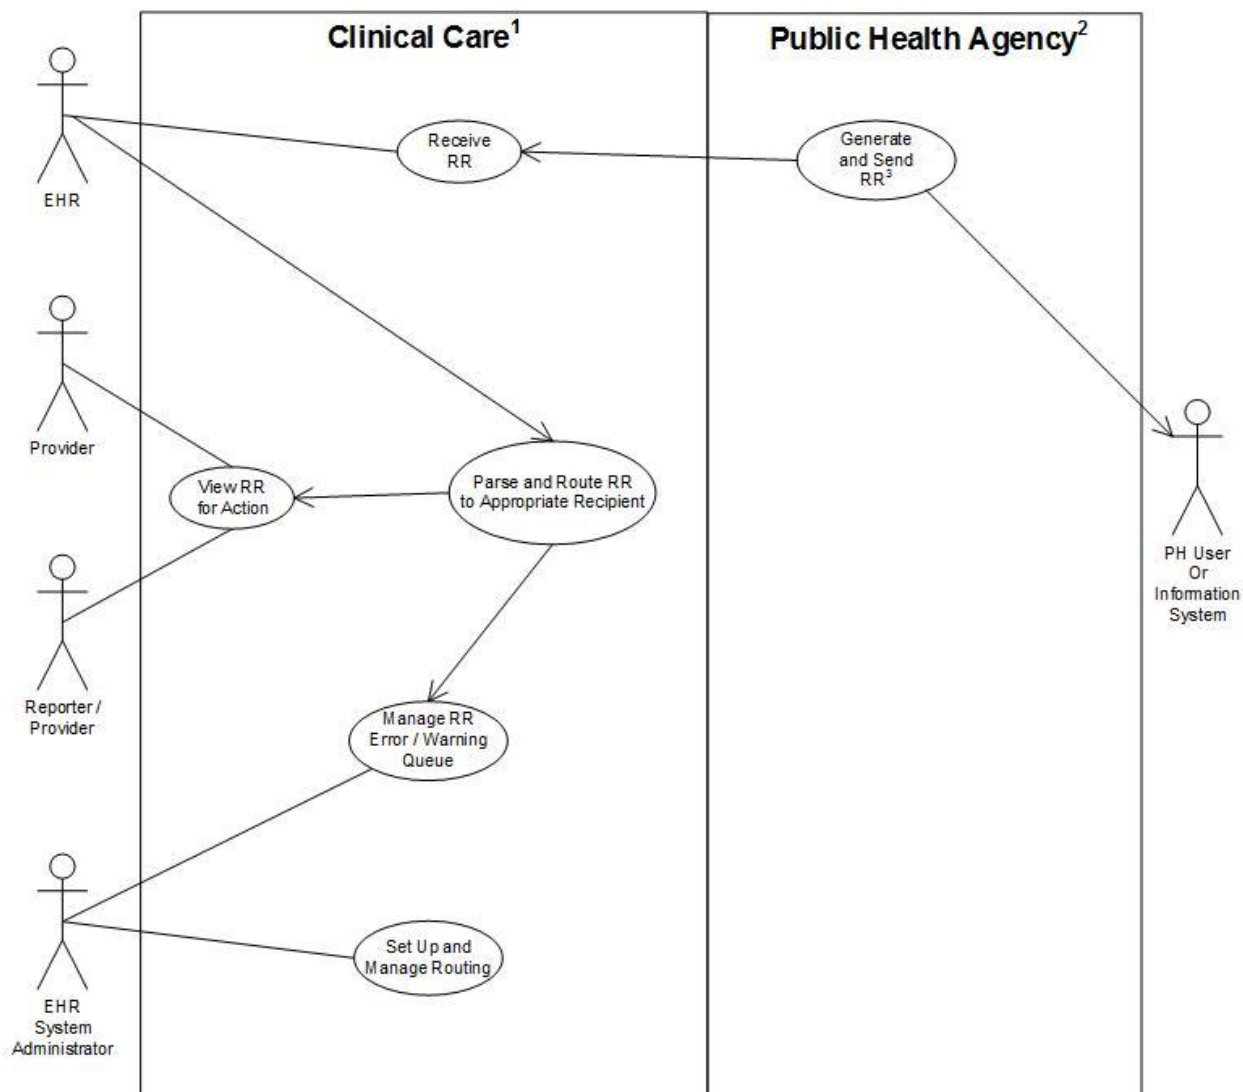 Clinical Care¹
Public Health Agency²
EHR
Receive
RR
Generate
and Send
RR³
Provider
View RR
for Action
Parse and Route RR
to Appropriate Recipient
PH User
Or
Information
System
Reporter /
Provider
Manage RR
Error / Warning
Queue
EHR
System
Administrator
Set Up and
Manage Routing